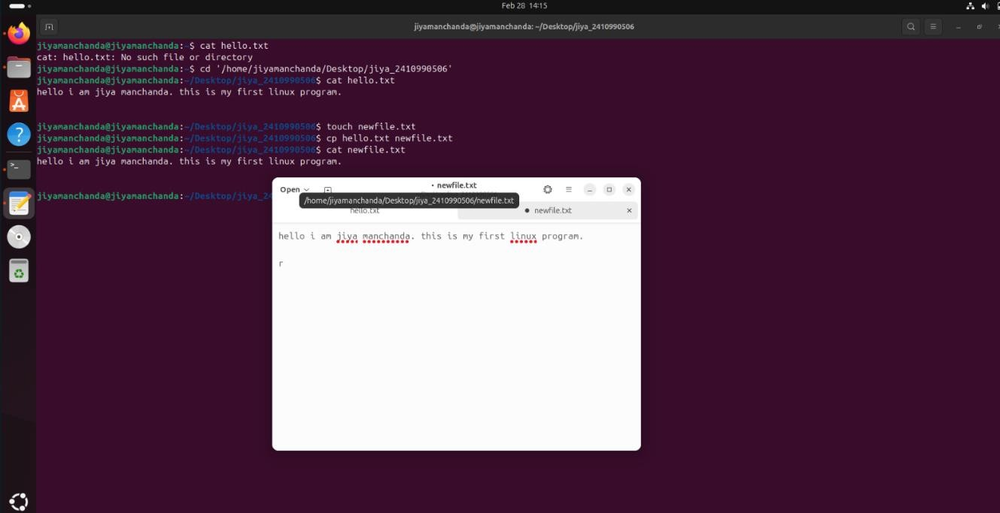 Feb 28 14:15
jiyamanchanda@jiyamanchanda: ~/Desktop/jiya_2410990506
jiyamanchanda@jiyamanchanda:~$ cat hello.txt
cat: hello.txt: No such file or directory
jiyamanchanda@jiyamanchanda:~$ cd '/home/jiyamanchanda/Desktop/jiya_2410990506'
jiyamanchanda@jiyamanchanda:~/Desktop/jiya_2410990506$ cat hello.txt
hello i am jiya manchanda. this is my first linux program.
jiyamanchanda@jiyamanchanda:~/Desktop/jiya_2410990506$ touch newfile.txt
jiyamanchanda@jiyamanchanda:~/Desktop/jiya_2410990506$ cp hello.txt newfile.txt
jiyamanchanda@jiyamanchanda:~/Desktop/jiya_2410990506$ cat newfile.txt
hello i am jiya manchanda. this is my first linux program.
jiyamanchanda@jiyamanchanda:~/Desktop/jiya_24
Open
• newfile.txt
/home/jiyamanchanda/Desktop/jiya_2410990506/newfile.txt
hello.txt
● newfile.txt
hello i am jiya manchanda. this is my first linux program.
r